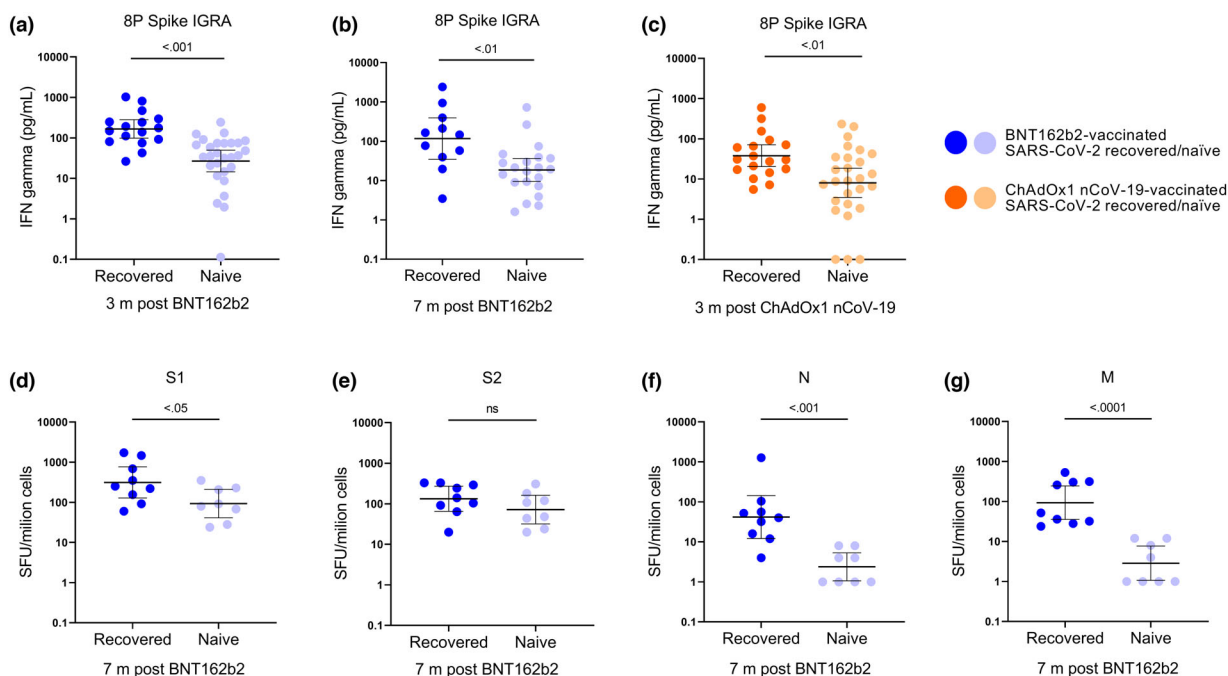 (a)
8P Spike IGRA
<.001
IFN gamma (pg/mL)
10000
1000
100
10
1
0.1
Recovered
Naive
3 m post BNT162b2
(b)
8P Spike IGRA
<.01
IFN gamma (pg/mL)
10000
1000
100
10
1
0.1
Recovered
Naive
7 m post BNT162b2
(c)
8P Spike IGRA
<.01
IFN gamma (pg/mL)
10000
1000
100
10
1
0.1
Recovered
Naive
3 m post ChAdOx1 nCoV-19
BNT162b2-vaccinated
SARS-CoV-2 recovered/naïve
ChAdOx1 nCoV-19-vaccinated
SARS-CoV-2 recovered/naïve
(d)
S1
<.05
SFU/milion cells
10000
1000
100
10
1
0.1
Recovered
Naive
7 m post BNT162b2
(e)
S2
ns
SFU/milion cells
10000
1000
100
10
1
0.1
Recovered
Naive
7 m post BNT162b2
(f)
N
<.001
SFU/milion cells
10000
1000
100
10
1
0.1
Recovered
Naive
7 m post BNT162b2
(g)
M
<.0001
SFU/milion cells
10000
1000
100
10
1
0.1
Recovered
Naive
7 m post BNT162b2